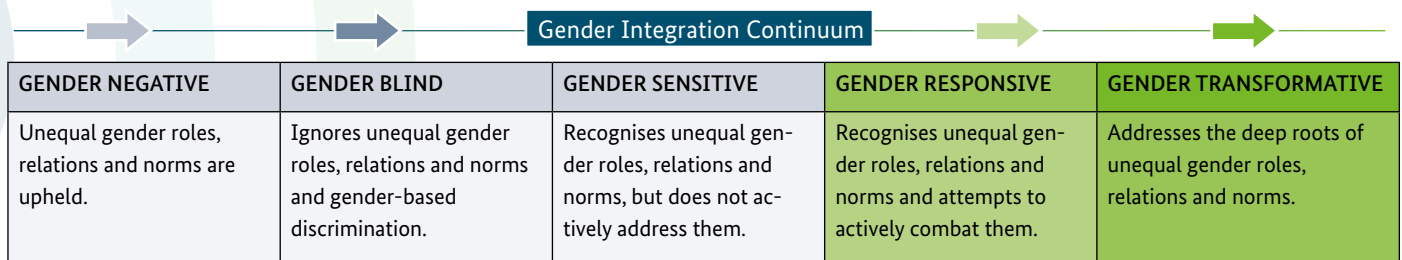 Gender Integration Continuum
GENDER NEGATIVE
Unequal gender roles,
relations and norms are
upheld.
GENDER BLIND
Ignores unequal gender
roles, relations and norms
and gender-based
discrimination.
GENDER SENSITIVE
Recognises unequal gen-
der roles, relations and
norms, but does not ac-
tively address them.
GENDER RESPONSIVE
Recognises unequal gen-
der roles, relations and
norms and attempts to
actively combat them.
GENDER TRANSFORMATIVE
Addresses the deep roots of
unequal gender roles,
relations and norms.